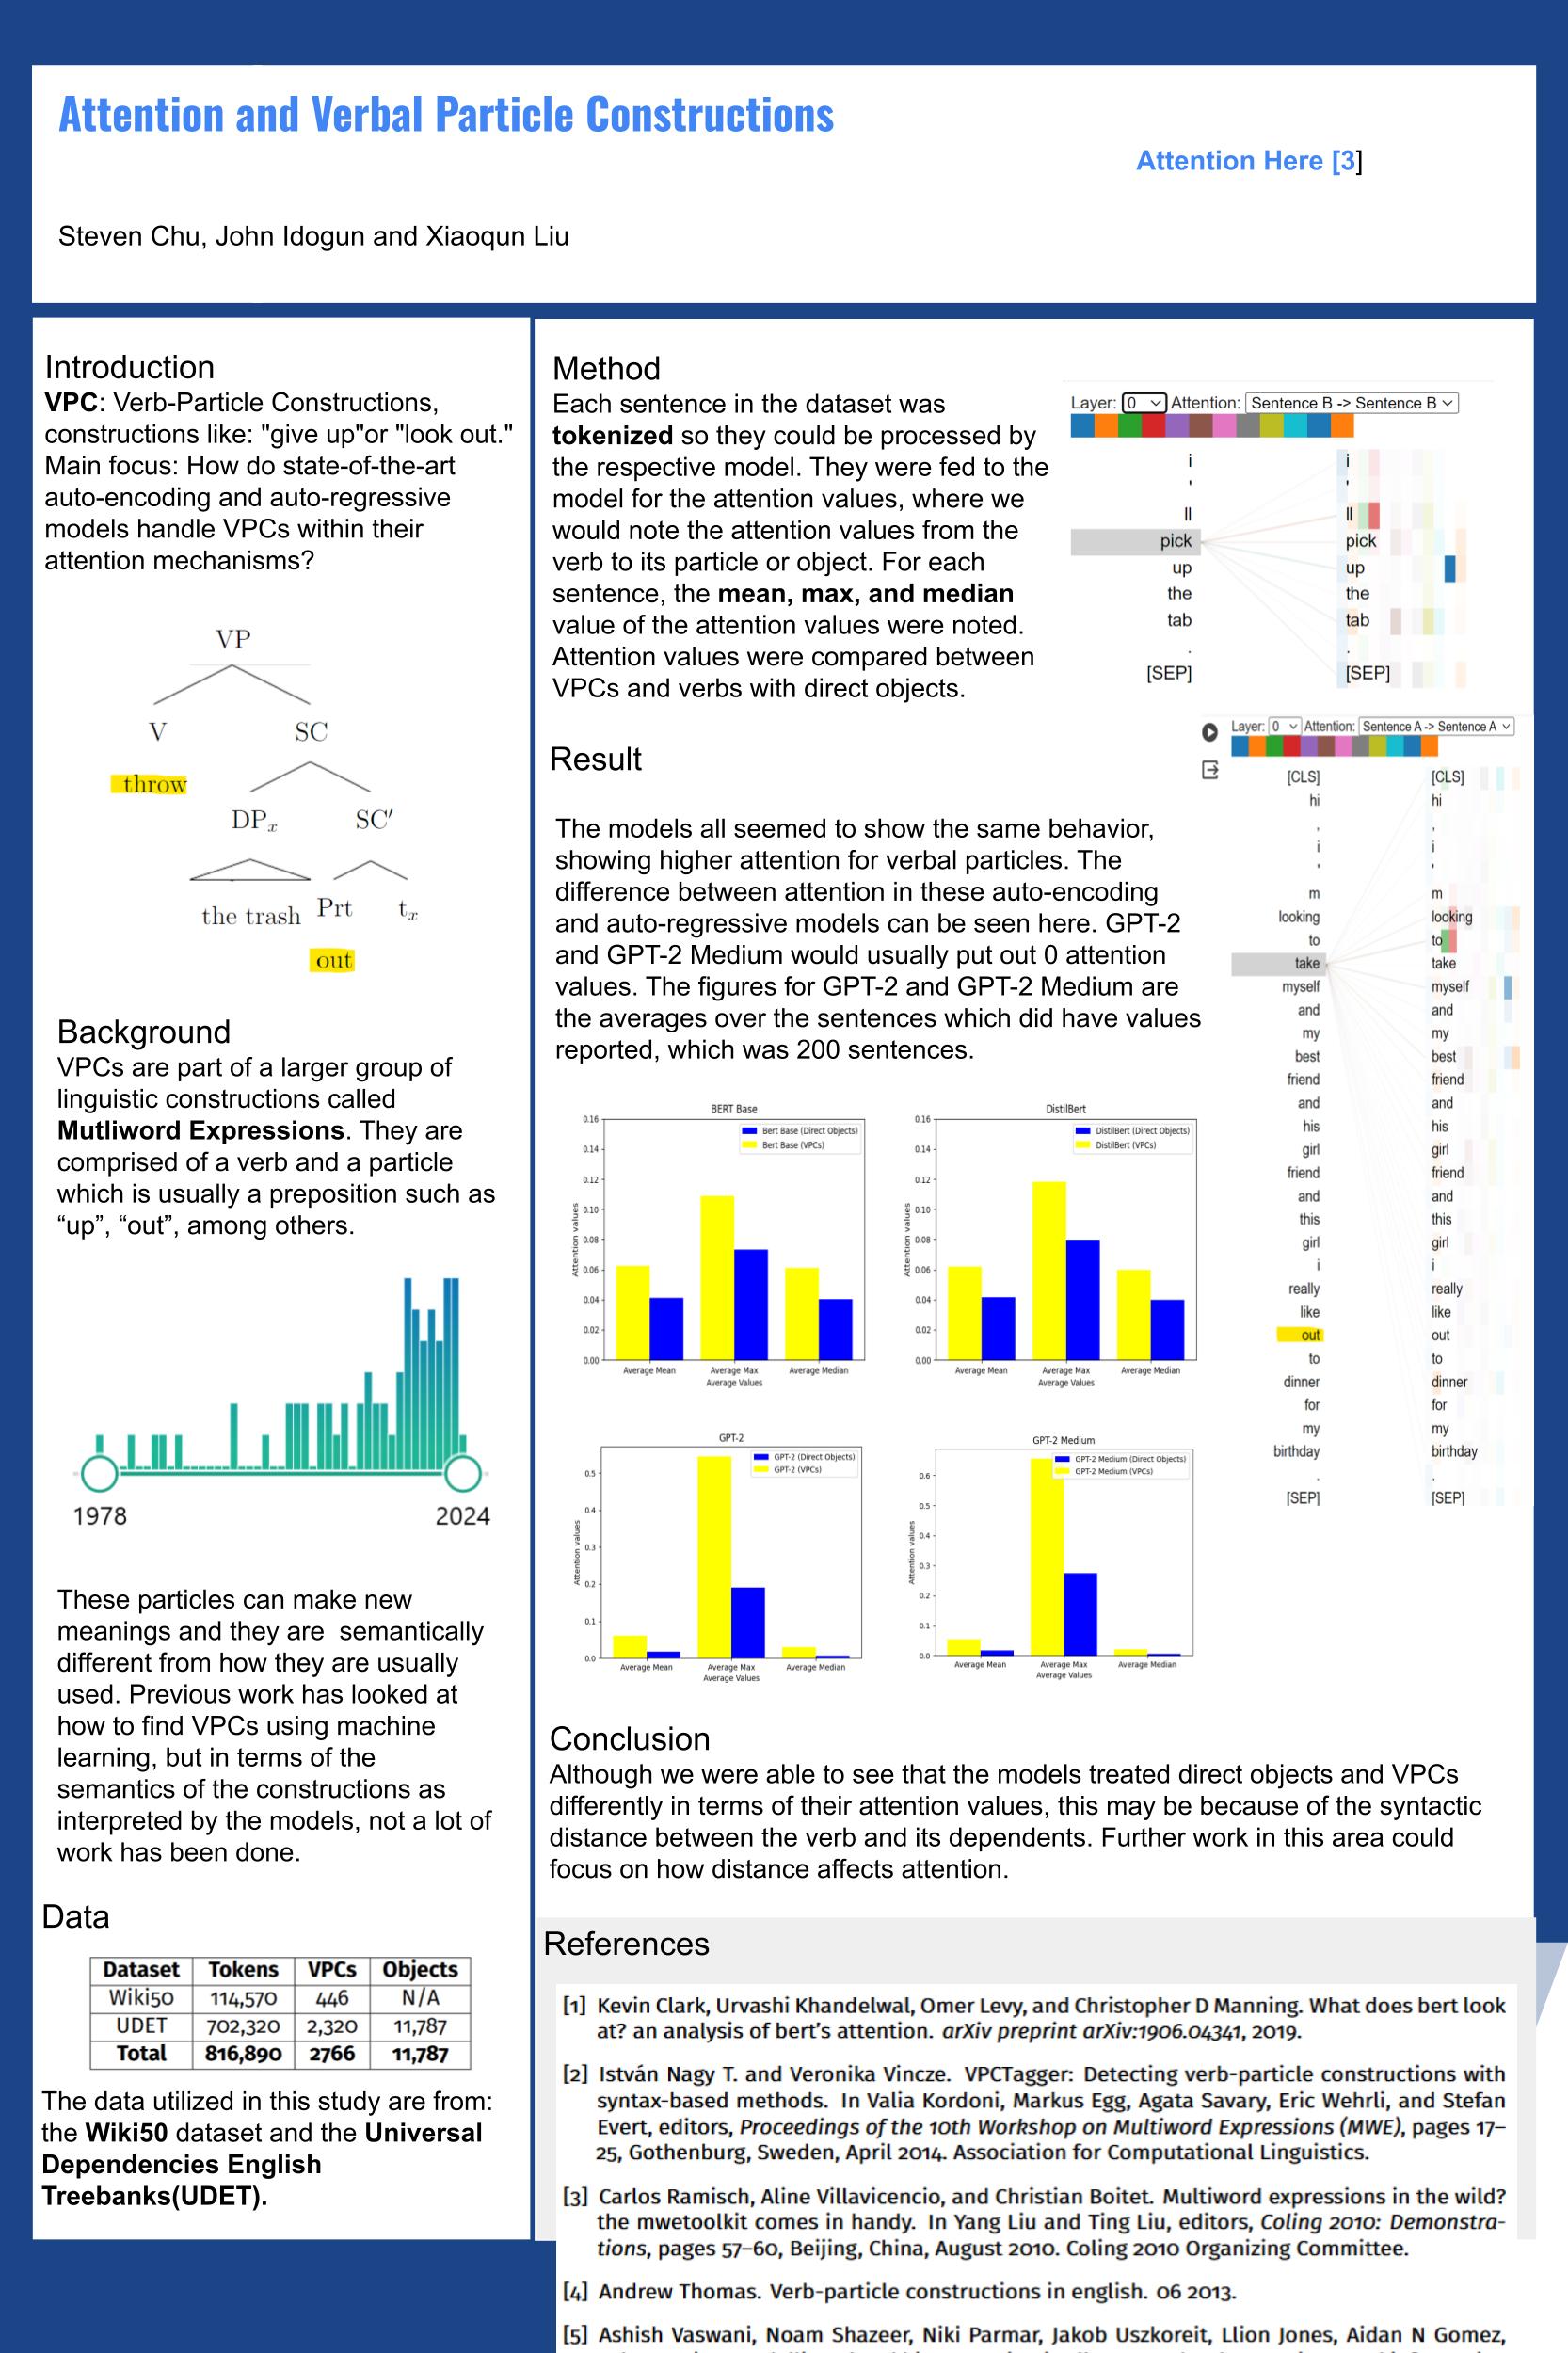 Attention and Verbal Particle Constructions
Attention Here [3]
Steven Chu, John Idogun and Xiaoqun Liu
Introduction
VPC: Verb-Particle Constructions,
constructions like: "give up"or "look out."
Main focus: How do state-of-the-art
auto-encoding and auto-regressive
models handle VPCs within their
attention mechanisms?
VP
V SC
throw
DPx SC′
the trash Prt tx
out
Background
VPCs are part of a larger group of
linguistic constructions called
Mutliword Expressions. They are
comprised of a verb and a particle
which is usually a preposition such as
“up”, “out”, among others.
1978 2024
These particles can make new
meanings and they are semantically
different from how they are usually
used. Previous work has looked at
how to find VPCs using machine
learning, but in terms of the
semantics of the constructions as
interpreted by the models, not a lot of
work has been done.
Data
Dataset Tokens VPCs Objects
Wiki50 114,570 446 N/A
UDET 702,320 2,320 11,787
Total 816,890 2766 11,787
The data utilized in this study are from:
the Wiki50 dataset and the Universal
Dependencies English
Treebanks(UDET).
Method
Each sentence in the dataset was
tokenized so they could be processed by
the respective model. They were fed to the
model for the attention values, where we
would note the attention values from the
verb to its particle or object. For each
sentence, the mean, max, and median
value of the attention values were noted.
Attention values were compared between
VPCs and verbs with direct objects.
Layer: 0 Attention: Sentence B -> Sentence B
i i
' '
ll ll
pick pick
up up
the the
tab tab
. .
[SEP] [SEP]
Result
The models all seemed to show the same behavior,
showing higher attention for verbal particles. The
difference between attention in these auto-encoding
and auto-regressive models can be seen here. GPT-2
and GPT-2 Medium would usually put out 0 attention
values. The figures for GPT-2 and GPT-2 Medium are
the averages over the sentences which did have values
reported, which was 200 sentences.
Layer: 0 Attention: Sentence A -> Sentence A
[CLS] [CLS]
hi hi
, ,
i i
' '
m m
looking looking
to to
take take
myself myself
and and
my my
best best
friend friend
and and
his his
girl girl
friend friend
and and
this this
girl girl
i i
really really
like like
out out
to to
dinner dinner
for for
my my
birthday birthday
. .
[SEP] [SEP]
BERT Base
Bert Base (Direct Objects)
Bert Base (VPCs)
Attention values
0.16
0.14
0.12
0.10
0.08
0.06
0.04
0.02
0.00
Average Mean Average Max Average Median
Average Values
DistilBert
DistilBert (Direct Objects)
DistilBert (VPCs)
Attention values
0.16
0.14
0.12
0.10
0.08
0.06
0.04
0.02
0.00
Average Mean Average Max Average Median
Average Values
GPT-2
GPT-2 (Direct Objects)
GPT-2 (VPCs)
Attention values
0.5
0.4
0.3
0.2
0.1
0.0
Average Mean Average Max Average Median
Average Values
GPT-2 Medium
GPT-2 Medium (Direct Objects)
GPT-2 Medium (VPCs)
Attention values
0.6
0.5
0.4
0.3
0.2
0.1
0.0
Average Mean Average Max Average Median
Average Values
Conclusion
Although we were able to see that the models treated direct objects and VPCs
differently in terms of their attention values, this may be because of the syntactic
distance between the verb and its dependents. Further work in this area could
focus on how distance affects attention.
References
[1] Kevin Clark, Urvashi Khandelwal, Omer Levy, and Christopher D Manning. What does bert look
at? an analysis of bert's attention. arXiv preprint arXiv:1906.04341, 2019.
[2] István Nagy T. and Veronika Vincze. VPCTagger: Detecting verb-particle constructions with
syntax-based methods. In Valia Kordoni, Markus Egg, Agata Savary, Eric Wehrli, and Stefan
Evert, editors, Proceedings of the 10th Workshop on Multiword Expressions (MWE), pages 17–
25, Gothenburg, Sweden, April 2014. Association for Computational Linguistics.
[3] Carlos Ramisch, Aline Villavicencio, and Christian Boitet. Multiword expressions in the wild?
the mwetoolkit comes in handy. In Yang Liu and Ting Liu, editors, Coling 2010: Demonstra-
tions, pages 57–60, Beijing, China, August 2010. Coling 2010 Organizing Committee.
[4] Andrew Thomas. Verb-particle constructions in english. 06 2013.
[5] Ashish Vaswani, Noam Shazeer, Niki Parmar, Jakob Uszkoreit, Llion Jones, Aidan N Gomez,